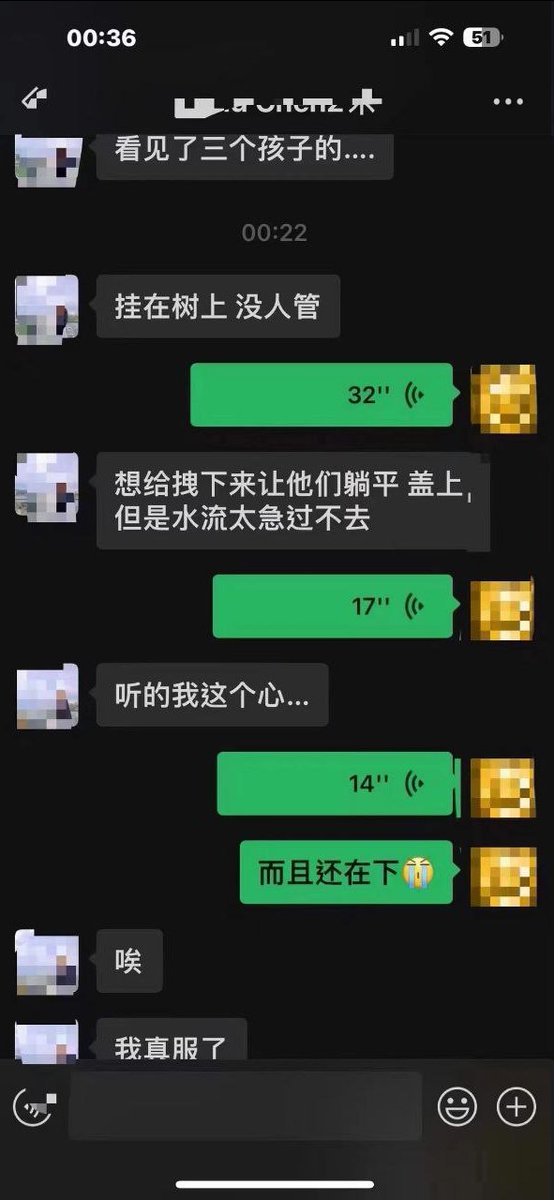 00:36
51
看见了三个孩子的....
00:22
挂在树上 没人管
32''
想给拽下来让他们躺平 盖上,
但是水流太急过不去
17''
听的我这个心...
14''
而且还在下😭
唉
我真服了